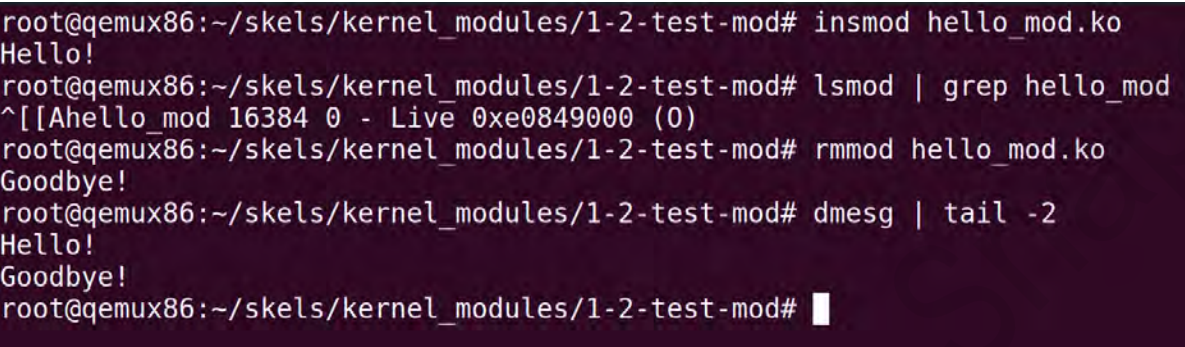 root@qemux86:~/skels/kernel_modules/1-2-test-mod# insmod hello_mod.ko
Hello!
root@qemux86:~/skels/kernel_modules/1-2-test-mod# lsmod | grep hello_mod
^[[Ahello_mod 16384 0 - Live 0xe0849000 (O)
root@qemux86:~/skels/kernel_modules/1-2-test-mod# rmmod hello_mod.ko
Goodbye!
root@qemux86:~/skels/kernel_modules/1-2-test-mod# dmesg | tail -2
Hello!
Goodbye!
root@qemux86:~/skels/kernel_modules/1-2-test-mod#